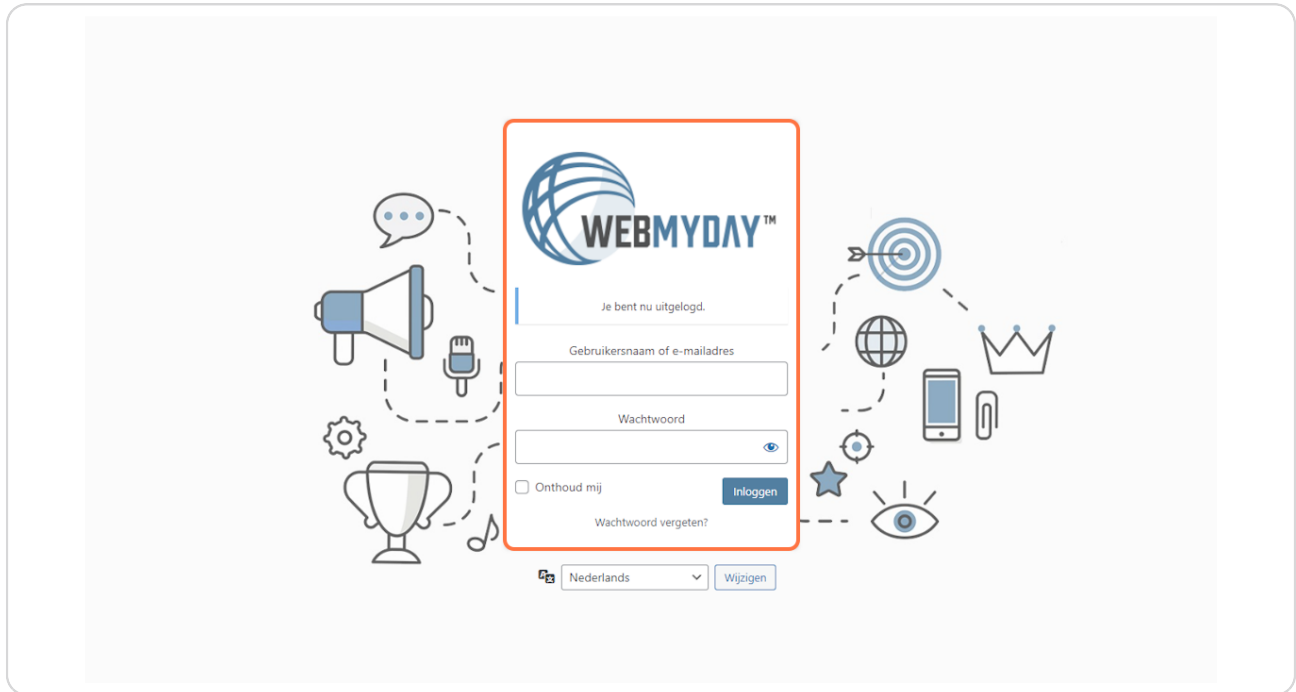 WEBMYDAY™
Je bent nu uitgelogd.
Gebruikersnaam of e-mailadres
Wachtwoord
Onthoud mij
Inloggen
Wachtwoord vergeten?
Nederlands
Wijzigen